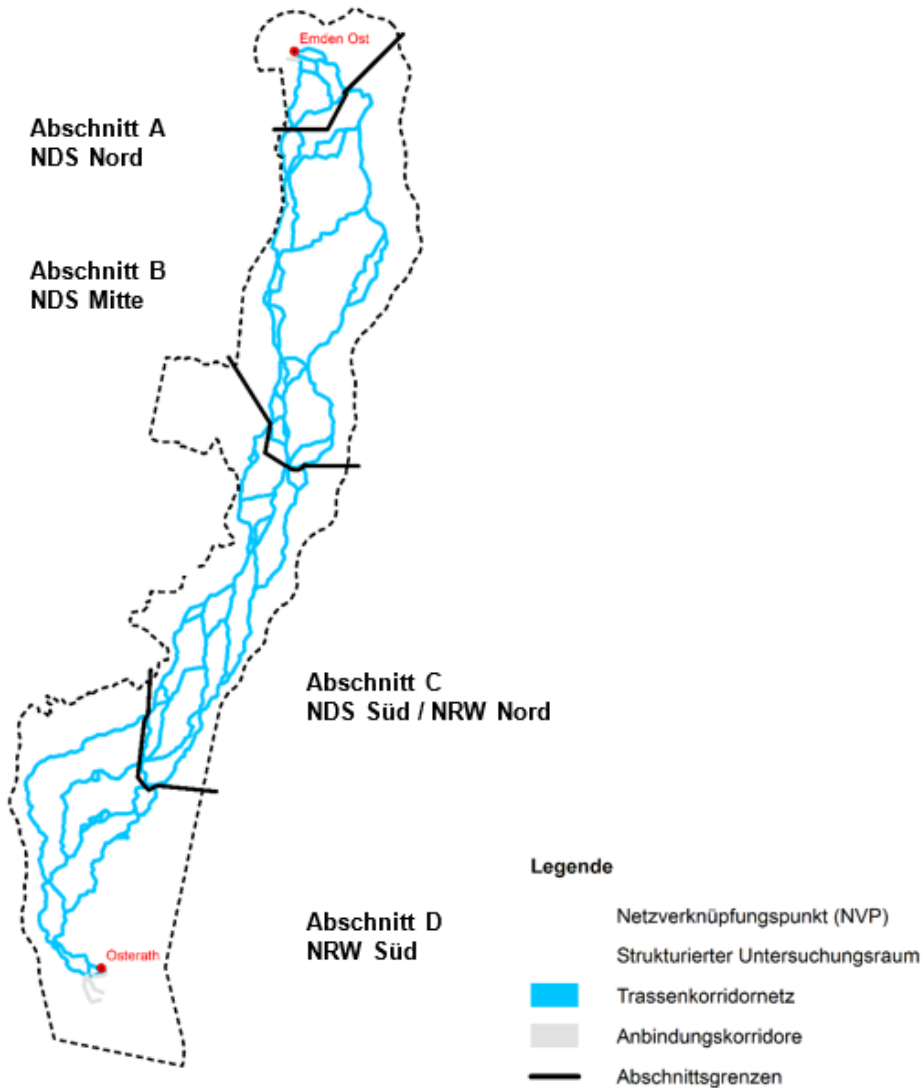 Emden Ost
Abschnitt A
NDS Nord
Abschnitt B
NDS Mitte
Abschnitt C
NDS Süd / NRW Nord
Abschnitt D
NRW Süd
Osterath
Legende
Netzverknüpfungspunkt (NVP)
Strukturierter Untersuchungsraum
Trassenkorridornetz
Anbindungskorridore
Abschnittsgrenzen